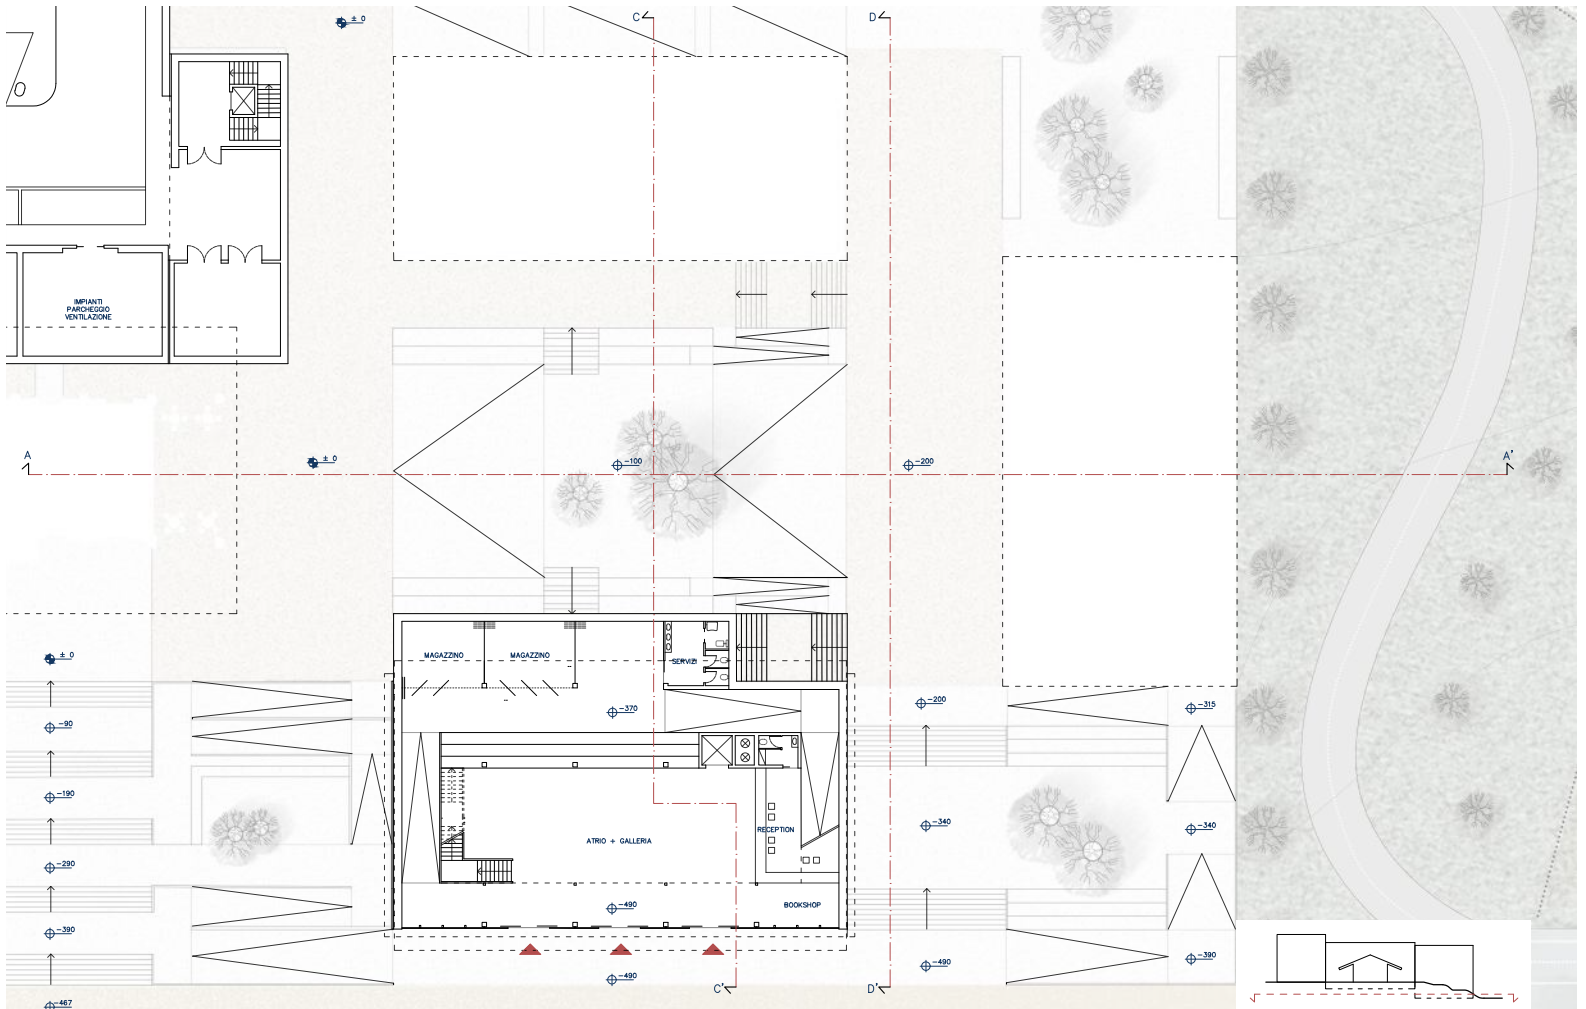 C
D
± 0
IMPIANTI
PARCHEGGIO
VENTILAZIONE
A
± 0
-100
-200
A'
± 0
MAGAZZINO
MAGAZZINO
SERVIZI
-370
-200
-315
-90
-190
-340
-340
ATRIO + GALLERIA
RECEPTION
-290
-490
BOOKSHOP
-390
-490
-490
-390
C'
D'
-467